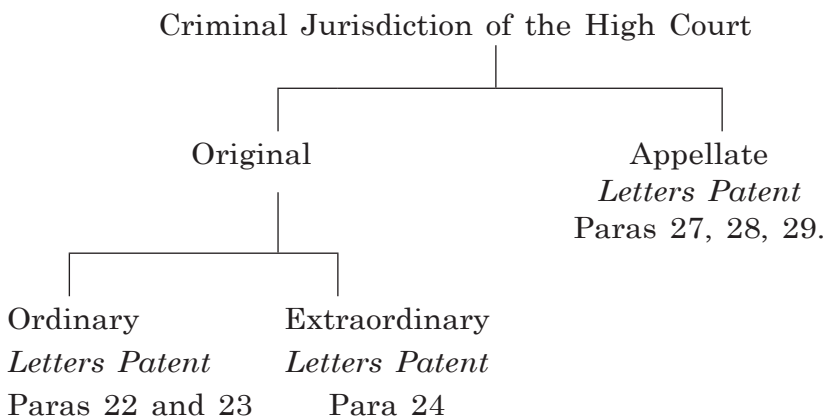 Criminal Jurisdiction of the High Court
Original
Appellate
Letters Patent
Paras 27, 28, 29.
Ordinary
Letters Patent
Paras 22 and 23
Extraordinary
Letters Patent
Para 24